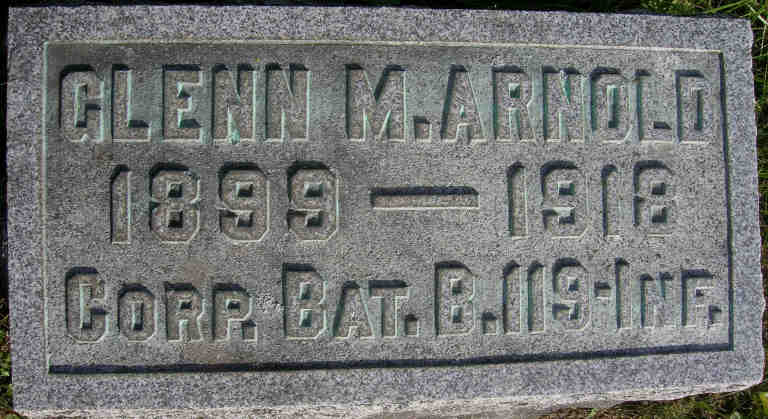 GLENN M. ARNOLD
1899 — 1918
CORP. BAT. B. 119-INF.